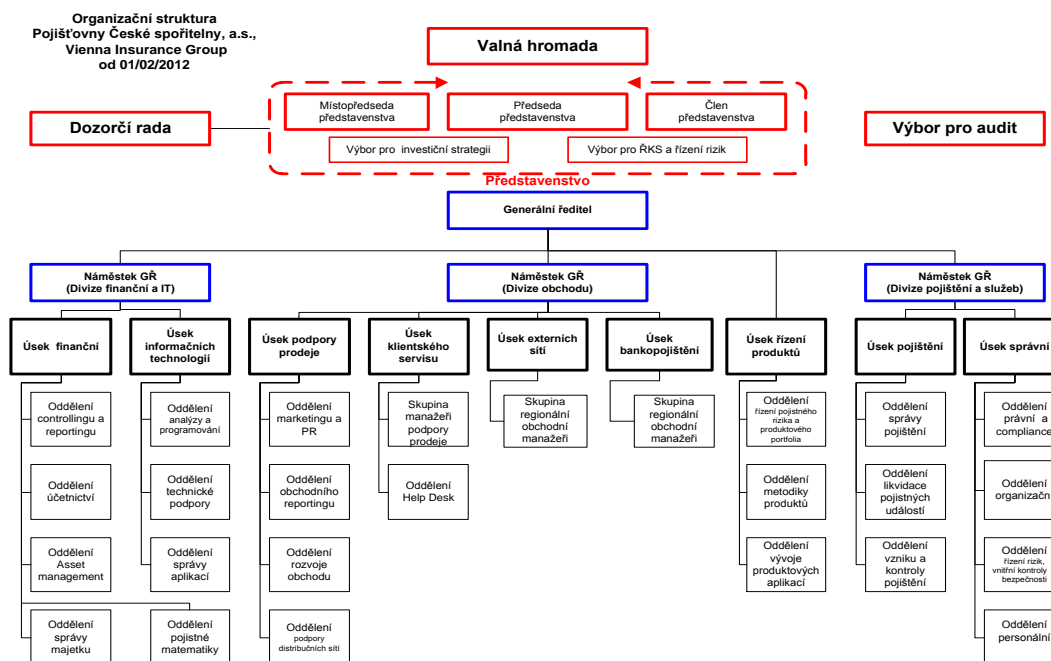 Organizační struktura
Pojišťovny České spořitelny, a.s.,
Vienna Insurance Group
od 01/02/2012
Valná hromada
Místopředseda
představenstva
Předseda
představenstva
Člen
představenstva
Dozorčí rada
Výbor pro audit
Výbor pro investiční strategii
Výbor pro ŘKS a řízení rizik
Představenstvo
Generální ředitel
Náměstek GŘ
(Divize finanční a IT)
Náměstek GŘ
(Divize obchodu)
Náměstek GŘ
(Divize pojištění a služeb)
Úsek finanční
Úsek
informačních
technologií
Úsek podpory
prodeje
Úsek
klientského
servisu
Úsek externích
sítí
Úsek
bankopojištění
Úsek řízení
produktů
Úsek pojištění
Úsek správní
Oddělení
controllingu a
reportingu
Oddělení
analýzy a
programování
Oddělení
marketingu a
PR
Skupina
manažeři
podpory
prodeje
Skupina
regionální
obchodní
manažeři
Skupina
regionální
obchodní
manažeři
Oddělení
řízení pojistného
rizika a
produktového
portfolia
Oddělení
správy
pojištění
Oddělení
právní a
compliance
Oddělení
účetnictví
Oddělení
technické
podpory
Oddělení
obchodního
reportingu
Oddělení
Help Desk
Oddělení
metodiky
produktů
Oddělení
likvidace
pojistných
událostí
Oddělení
organizačn
Oddělení
Asset
management
Oddělení
správy
aplikací
Oddělení
rozvoje
obchodu
Oddělení
vývoje
produktových
aplikací
Oddělení
vzniku a
kontroly
pojištění
Oddělení
řízení rizik,
vnitřní kontroly
bezpečnosti
Oddělení
správy
majetku
Oddělení
pojistné
matematiky
Oddělení
podpory
distribučních sítí
Oddělení
personální